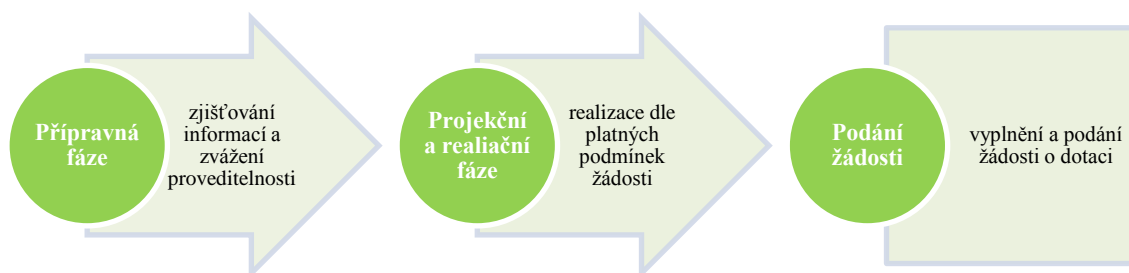 Přípravná
fáze
zjišťování
informací a
zvážení
proveditelnosti
Projekční
a realiační
fáze
realizace dle
platných
podmínek
žádosti
Podání
žádosti
vyplnění a podání
žádosti o dotaci